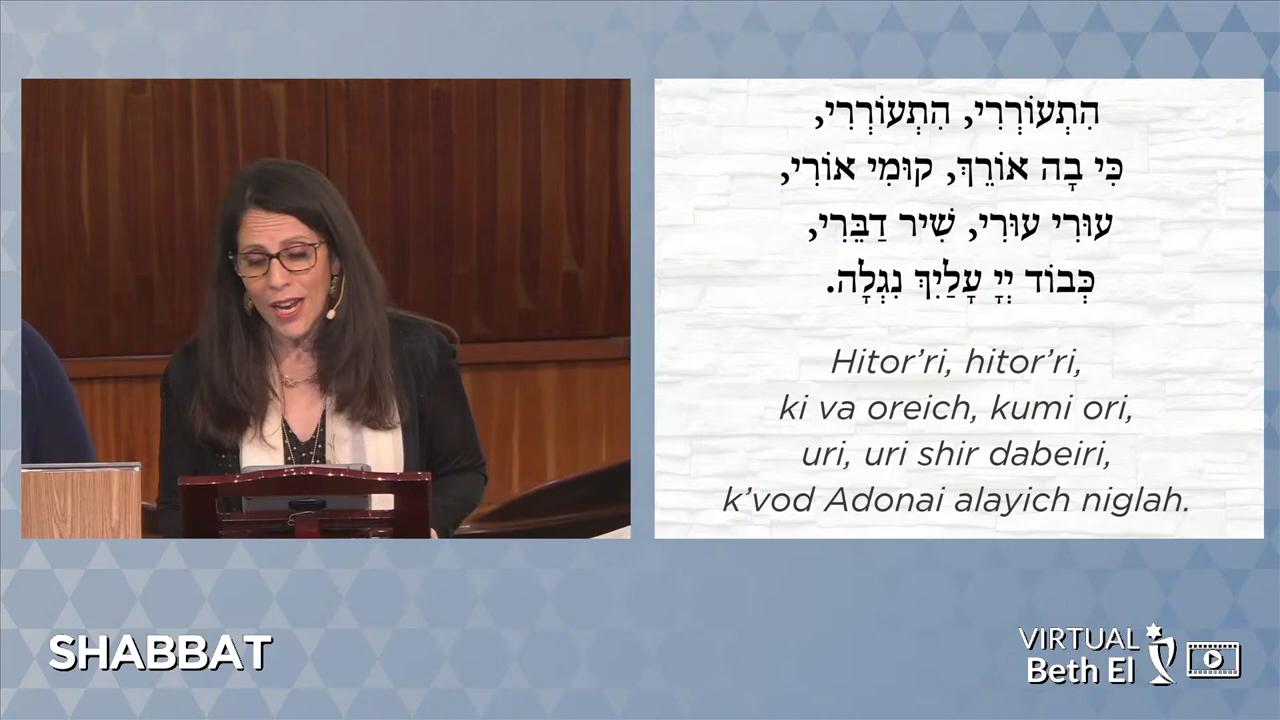 הִתְעוֹרְרִי, הִתְעוֹרְרִי,
כִּי בָה אוֹרֵךְ, קוּמִי אוֹרִי,
עוּרִי עוּרִי, שִׁיר דַבֵּרִי,
כְּבוֹד יְיָ עָלַיִךְ נִגְלָה.
Hitor’ri, hitor’ri,
ki va oreich, kumi ori,
uri, uri shir dabeiri,
k’vod Adonai alayich niglah.
SHABBAT
VIRTUAL
Beth El